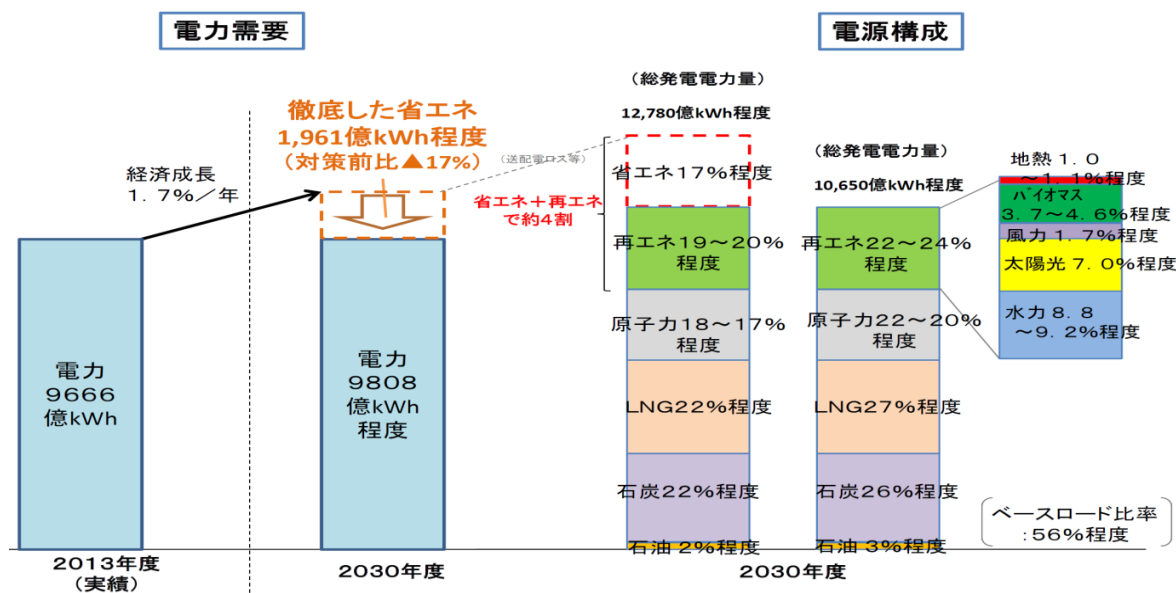 電力需要
電源構成
徹底した省エネ
1,961億kWh程度
(対策前比▲17%)
経済成長
1.7%/年
電力
9666
億kWh
2013年度
(実績)
電力
9808
億kWh
程度
2030年度
(送配電ロス等)
省エネ+再エネ
で約4割
(総発電電力量)
12,780億kWh程度
省エネ17%程度
再エネ19~20%
程度
原子力18~17%
程度
LNG22%程度
石炭22%程度
石油 2%程度
(総発電電力量)
10,650億kWh程度
再エネ22~24%
程度
原子力22~20%
程度
LNG27%程度
石炭26%程度
石油 3%程度
2030年度
地熱1.0
~1.1%程度
バイオマス
3.7~4.6%程度
風力1.7%程度
太陽光7.0%程度
水力8.8
~9.2%程度
ベースロード比率
:56%程度